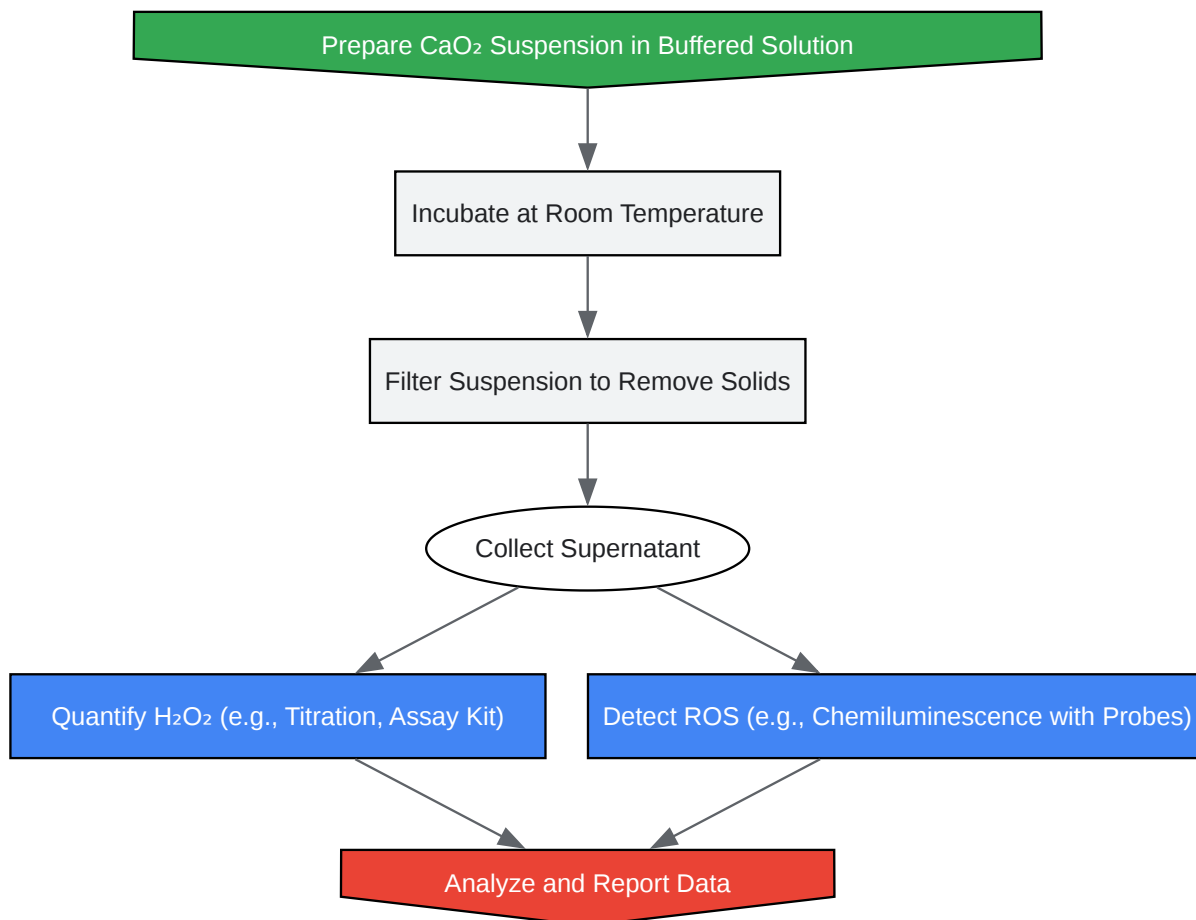 Prepare CaO₂ Suspension in Buffered Solution
Incubate at Room Temperature
Filter Suspension to Remove Solids
Collect Supernatant
Quantify H₂O₂ (e.g., Titration, Assay Kit)
Detect ROS (e.g., Chemiluminescence with Probes)
Analyze and Report Data